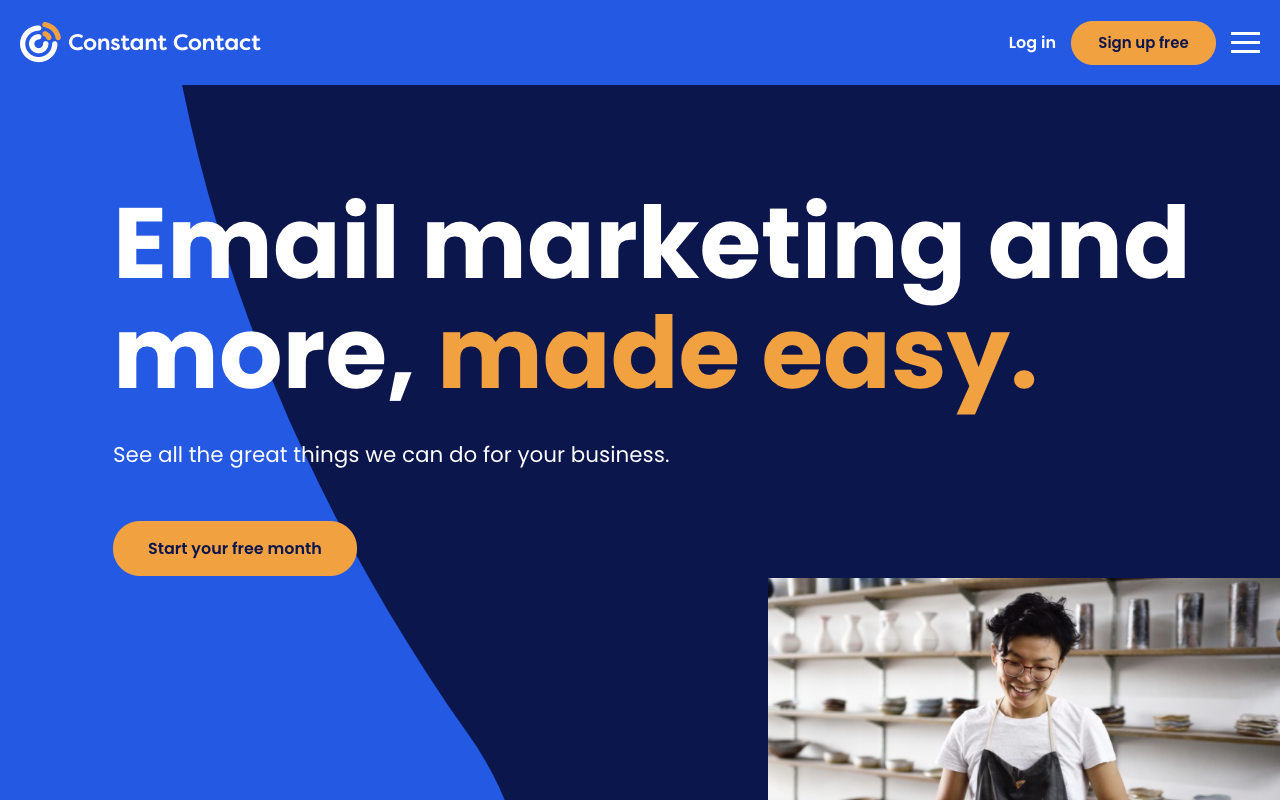 Constant Contact
Log in
Sign up free
Email marketing and
more, made easy.
See all the great things we can do for your business.
Start your free month